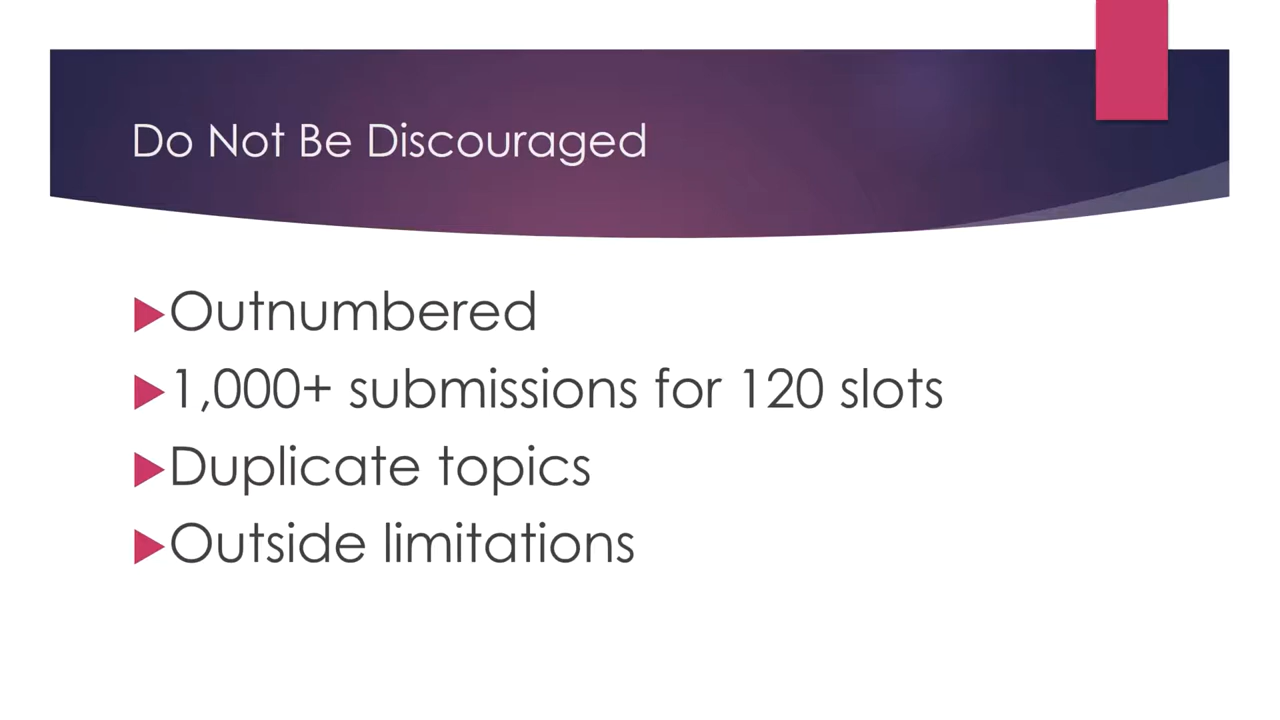 Do Not Be Discouraged
Outnumbered
1,000+ submissions for 120 slots
Duplicate topics
Outside limitations